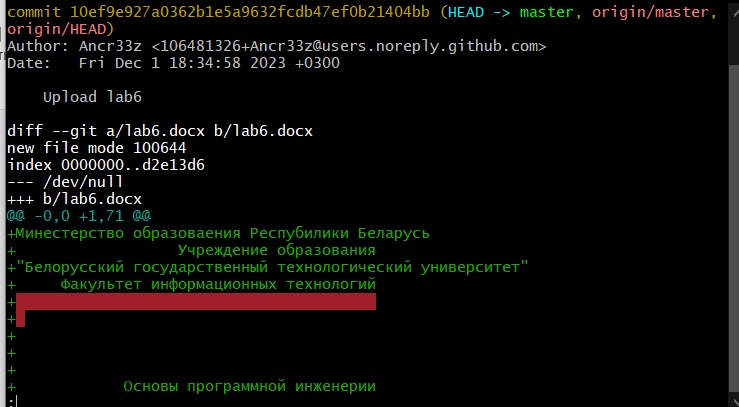 commit 10ef9e927a0362b1e5a9632fcdb47ef0b21404bb (HEAD -> master, origin/master,
origin/HEAD)
Author: Ancr33z <106481326+Ancr33z@users.noreply.github.com>
Date:   Fri Dec 1 18:34:58 2023 +0300
    Upload lab6
diff --git a/lab6.docx b/lab6.docx
new file mode 100644
index 0000000..d2e13d6
--- /dev/null
+++ b/lab6.docx
@@ -0,0 +1,71 @@
+Минестерство образоваения Респубилики Беларусь
+                  Учреждение образования
+"Белорусский государственный технологический университет"
+     Факультет информационных технологий
+
+
+
+
+
+            Основы программной инженерии
: